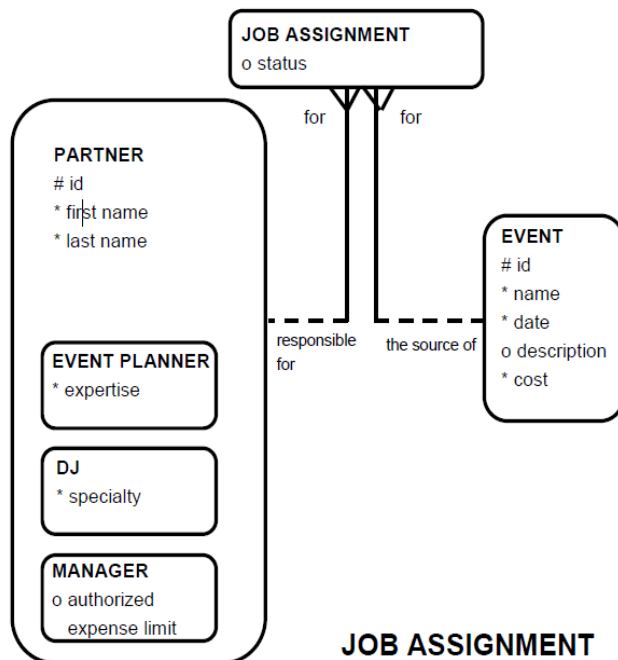 JOB ASSIGNMENT
o status
for
for
PARTNER
# id
* first name
* last name
EVENT
# id
* name
* date
o description
* cost
responsible
for
the source of
EVENT PLANNER
* expertise
DJ
* specialty
MANAGER
o authorized
expense limit
JOB ASSIGNMENT